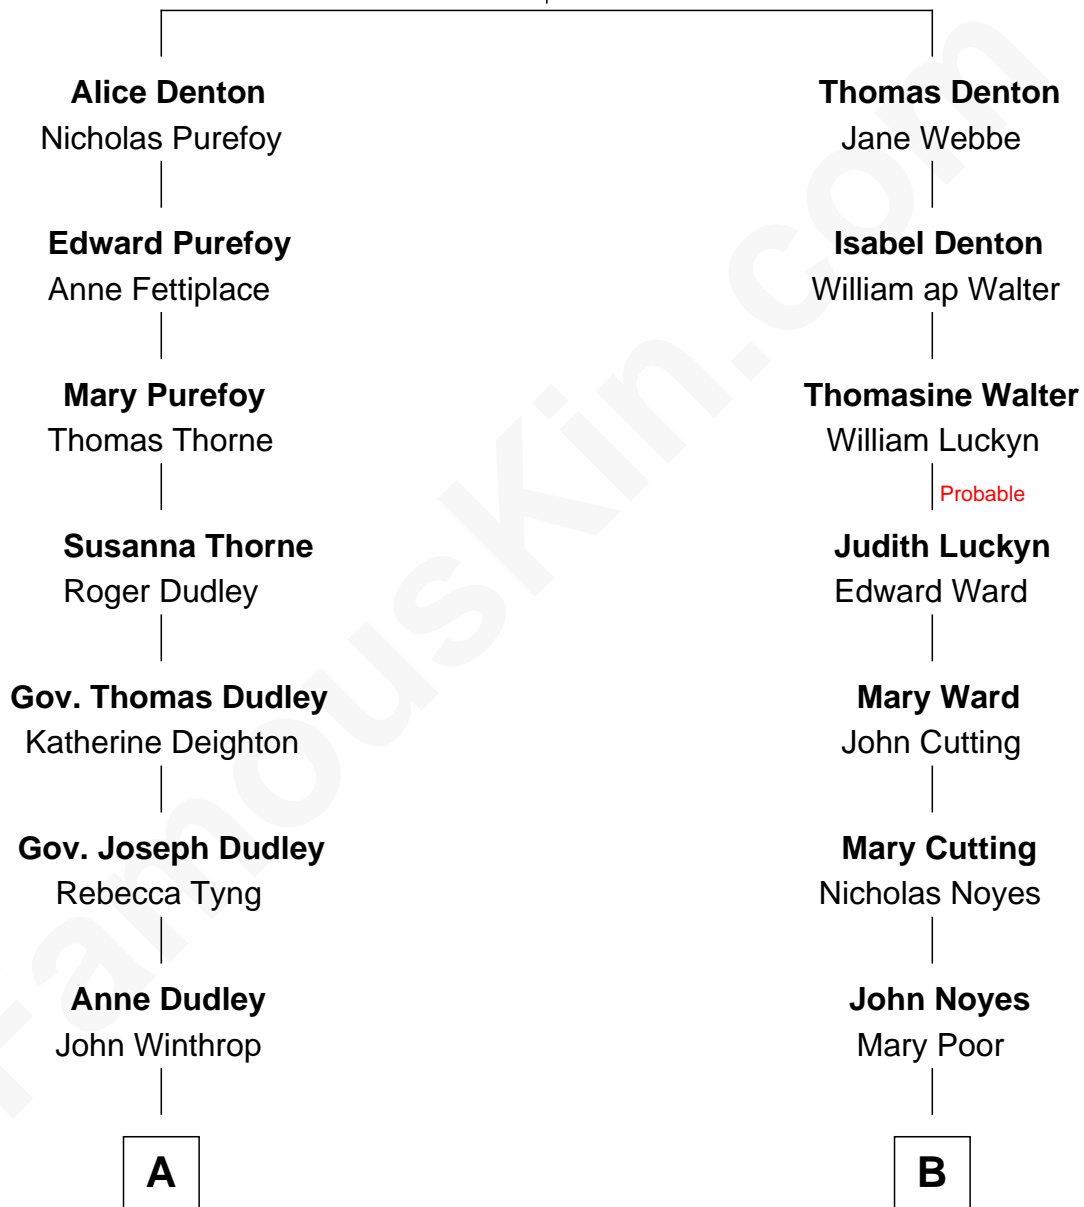 Alice Denton
Nicholas Purefoy
Edward Purefoy
Anne Fettiplace
Mary Purefoy
Thomas Thorne
Susanna Thorne
Roger Dudley
Gov. Thomas Dudley
Katherine Deighton
Gov. Joseph Dudley
Rebecca Tyng
Anne Dudley
John Winthrop
A
Thomas Denton
Jane Webbe
Isabel Denton
William ap Walter
Thomasine Walter
William Luckyn
Probable
Judith Luckyn
Edward Ward
Mary Ward
John Cutting
Mary Cutting
Nicholas Noyes
John Noyes
Mary Poor
B
FamousKin.com